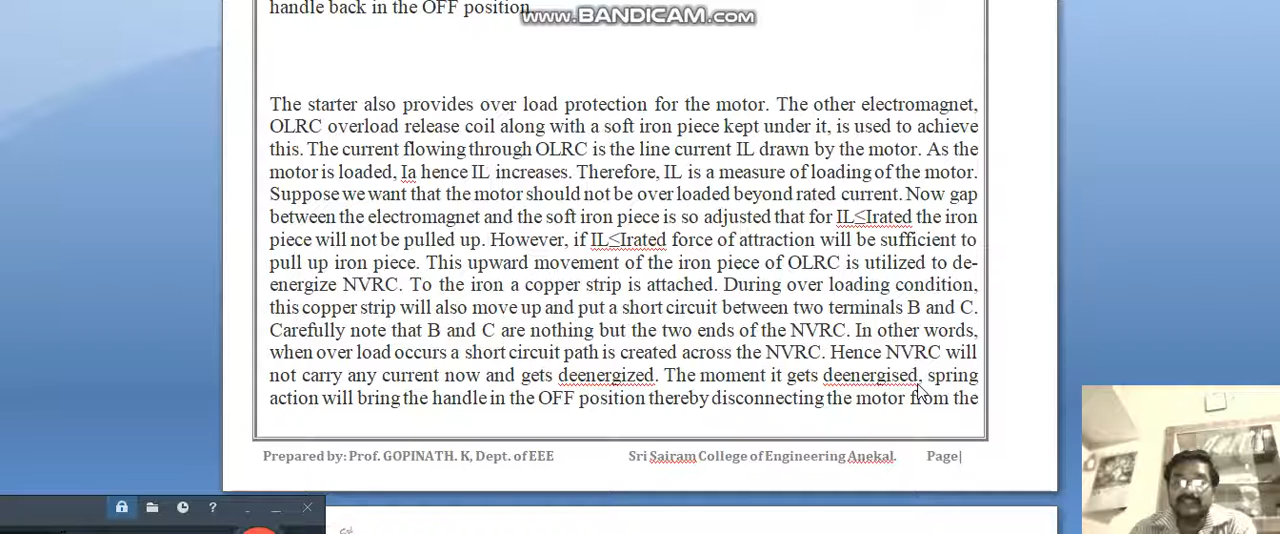 handle back in the OFF position.
www.BANDICAM.com
The starter also provides over load protection for the motor. The other electromagnet,
OLRC overload release coil along with a soft iron piece kept under it, is used to achieve
this. The current flowing through OLRC is the line current IL drawn by the motor. As the
motor is loaded, Ia hence IL increases. Therefore, IL is a measure of loading of the motor.
Suppose we want that the motor should not be over loaded beyond rated current. Now gap
between the electromagnet and the soft iron piece is so adjusted that for IL≤Irated the iron
piece will not be pulled up. However, if IL≤Irated force of attraction will be sufficient to
pull up iron piece. This upward movement of the iron piece of OLRC is utilized to de-
energize NVRC. To the iron a copper strip is attached. During over loading condition,
this copper strip will also move up and put a short circuit between two terminals B and C.
Carefully note that B and C are nothing but the two ends of the NVRC. In other words,
when over load occurs a short circuit path is created across the NVRC. Hence NVRC will
not carry any current now and gets deenergized. The moment it gets deenergised, spring
action will bring the handle in the OFF position thereby disconnecting the motor from the
Prepared by: Prof. GOPINATH. K, Dept. of EEE Sri Sairam College of Engineering Anekal. Page|